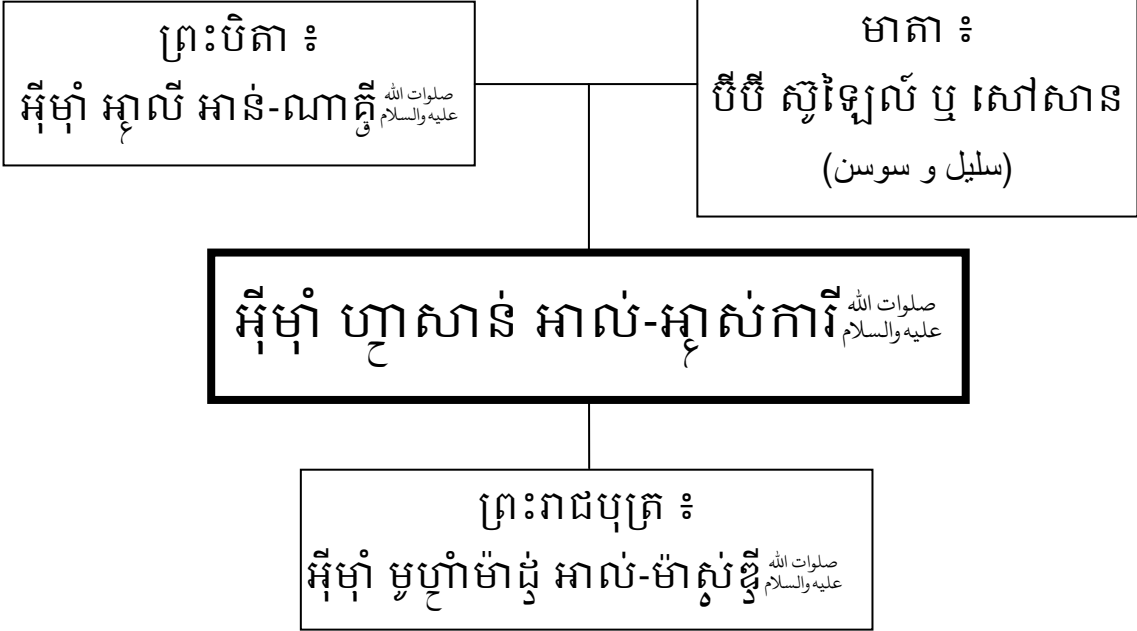 ព្រះបិតា ៖
អ៊ីម៉ាំ អ្ហាលី អាន់-ណាគ្វី صلوات الله عليه والسلام
មាតា ៖
ប៊ីប៊ី ស៊ូឡៃល៍ ឬ សៅសាន
(سليل و سوسن)
អ៊ីម៉ាំ ហ្ហាសាន់ អាល់-អ្ហាស់ការី صلوات الله عليه والسلام
ព្រះរាជបុត្រ ៖
អ៊ីម៉ាំ មូហ្ហាំម៉ាដ់ អាល់-ម៉ាស់ឌី صلوات الله عليه والسلام